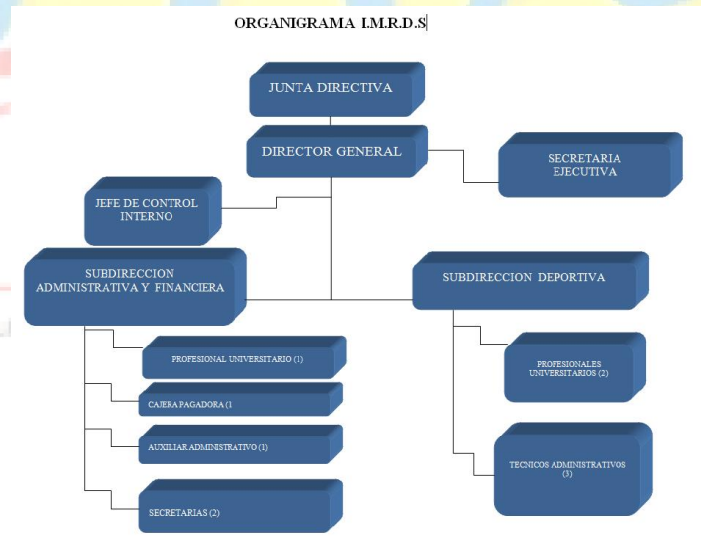 ORGANIGRAMA I.M.R.D.S
JUNTA DIRECTIVA
DIRECTOR GENERAL
SECRETARIA
EJECUTIVA
JEFE DE CONTROL
INTERNO
SUBDIRECCION
ADMINISTRATIVA Y FINANCIERA
SUBDIRECCION DEPORTIVA
PROFESIONAL UNIVERSITARIO (1)
CAJERA PAGADORA (1
AUXILIAR ADMINISTRATIVO (1)
SECRETARIAS (2)
PROFESIONALES
UNIVERSITARIOS (2)
TECNICOS ADMINISTRATIVOS
(3)